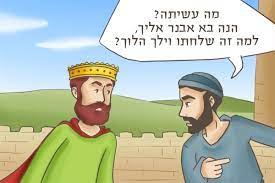 מה עשיתה?
הנה בא אבנר אליך,
למה זה שלחתו וילך הלוך?